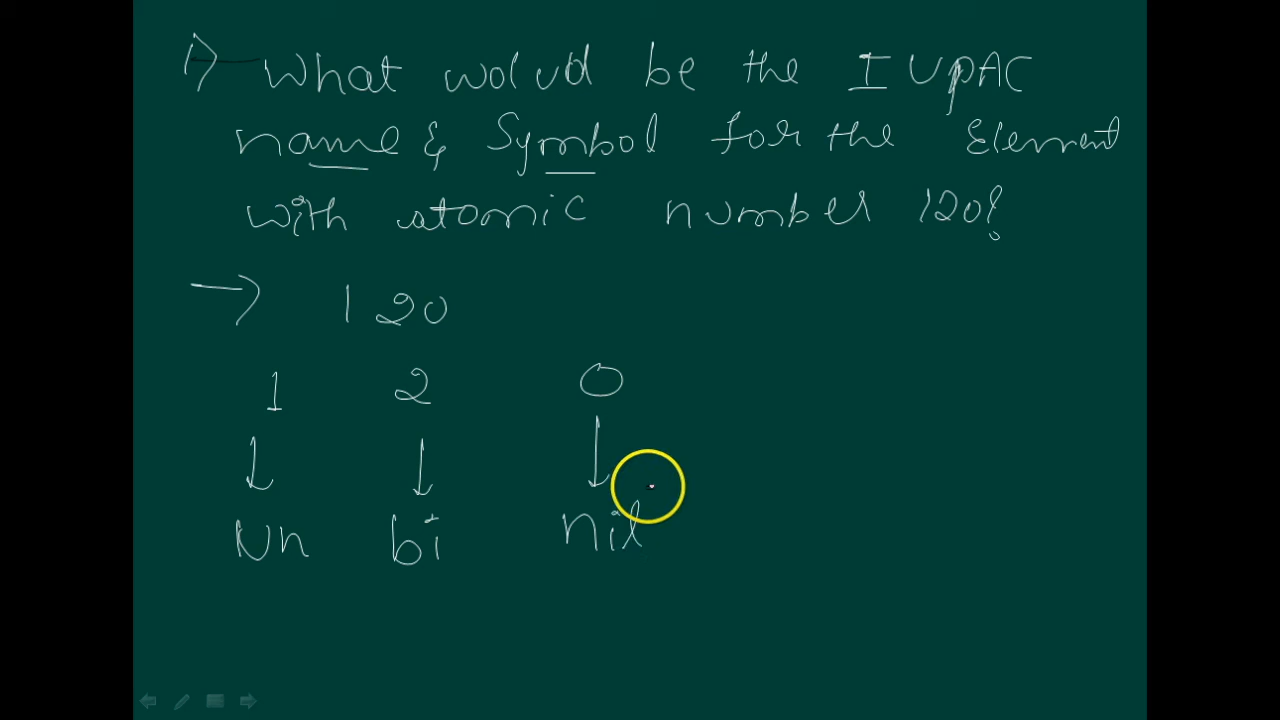 1) What wolud be the IUPAC
name & Symbol for the Element
with atomic number 120?
→ 120
1 2 0
↓ ↓ ↓
Un bi nil